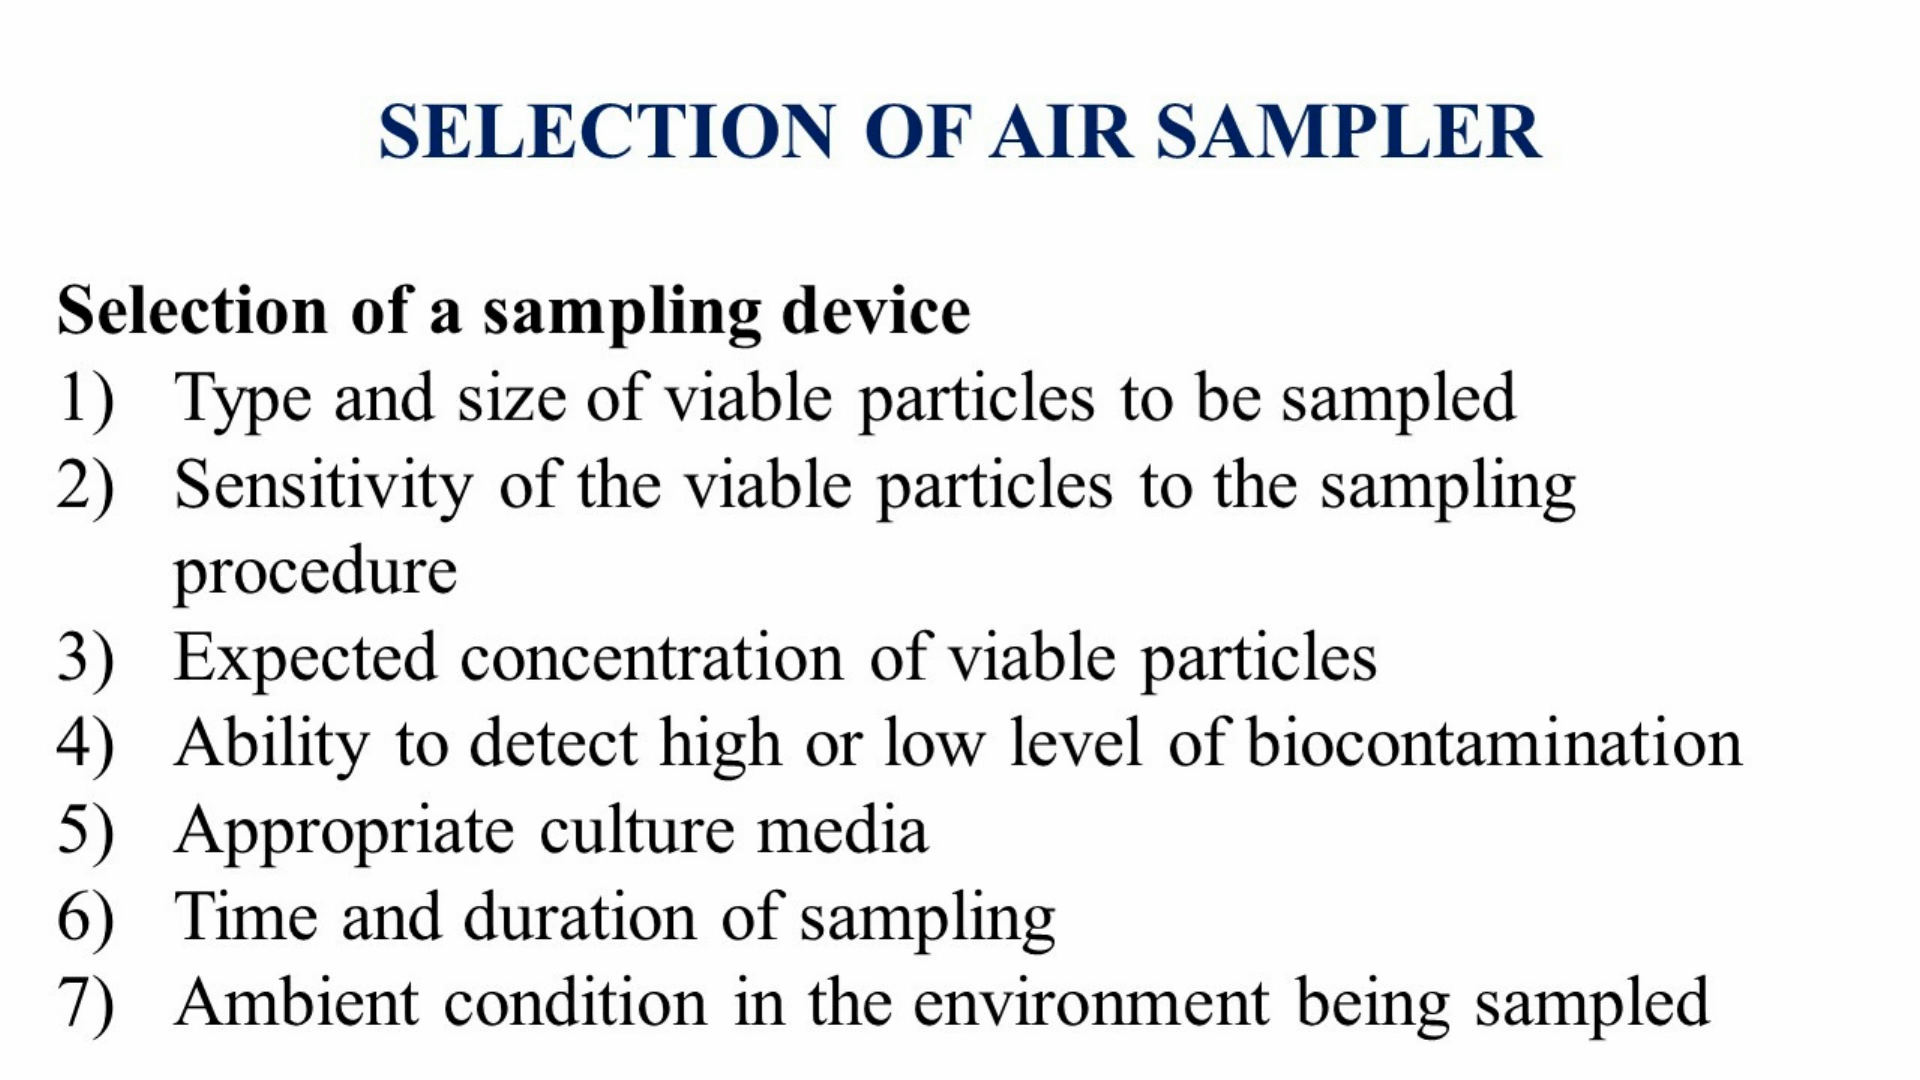 SELECTION OF AIR SAMPLER
Selection of a sampling device
1) Type and size of viable particles to be sampled
2) Sensitivity of the viable particles to the sampling
procedure
3) Expected concentration of viable particles
4) Ability to detect high or low level of biocontamination
5) Appropriate culture media
6) Time and duration of sampling
7) Ambient condition in the environment being sampled